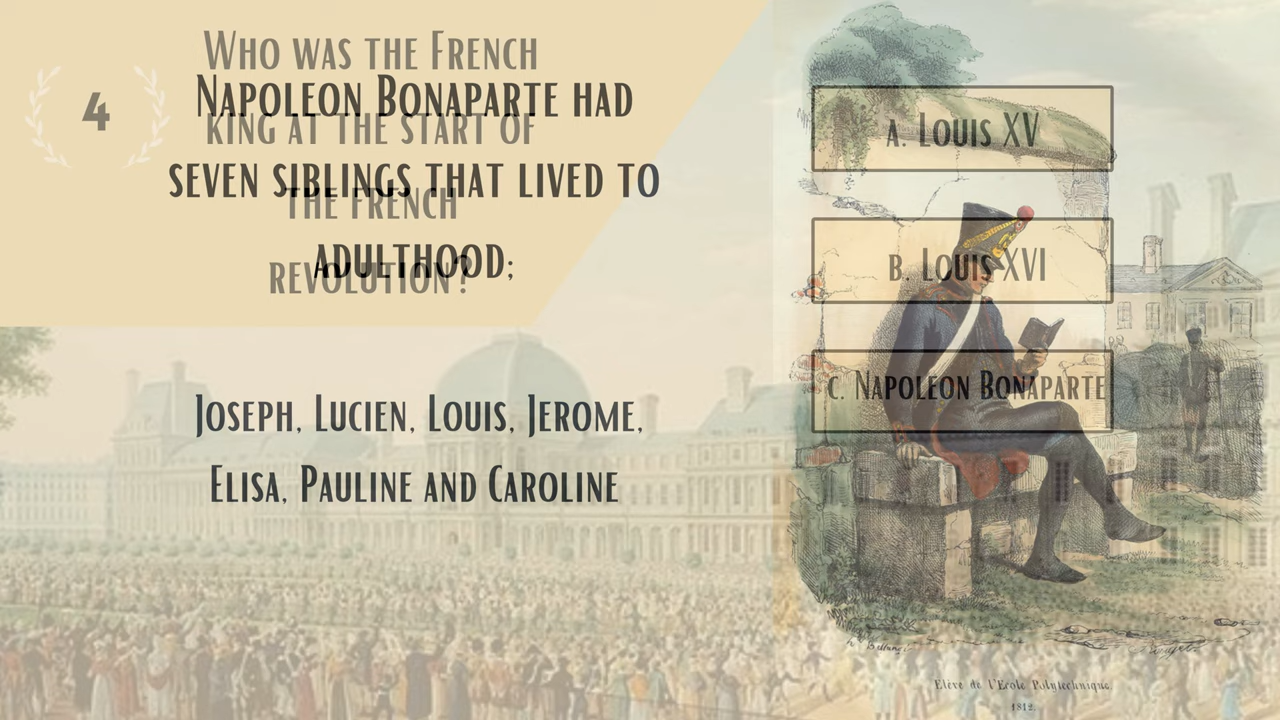 4
Who was the French
king at the start of
the French
Revolution?
Napoleon Bonaparte had
seven siblings that lived to
adulthood;
Joseph, Lucien, Louis, Jerome,
Elisa, Pauline and Caroline
a. Louis XV
b. Louis XVI
c. Napoleon Bonaparte
Elève de l'Ecole Polytechnique.
1812.